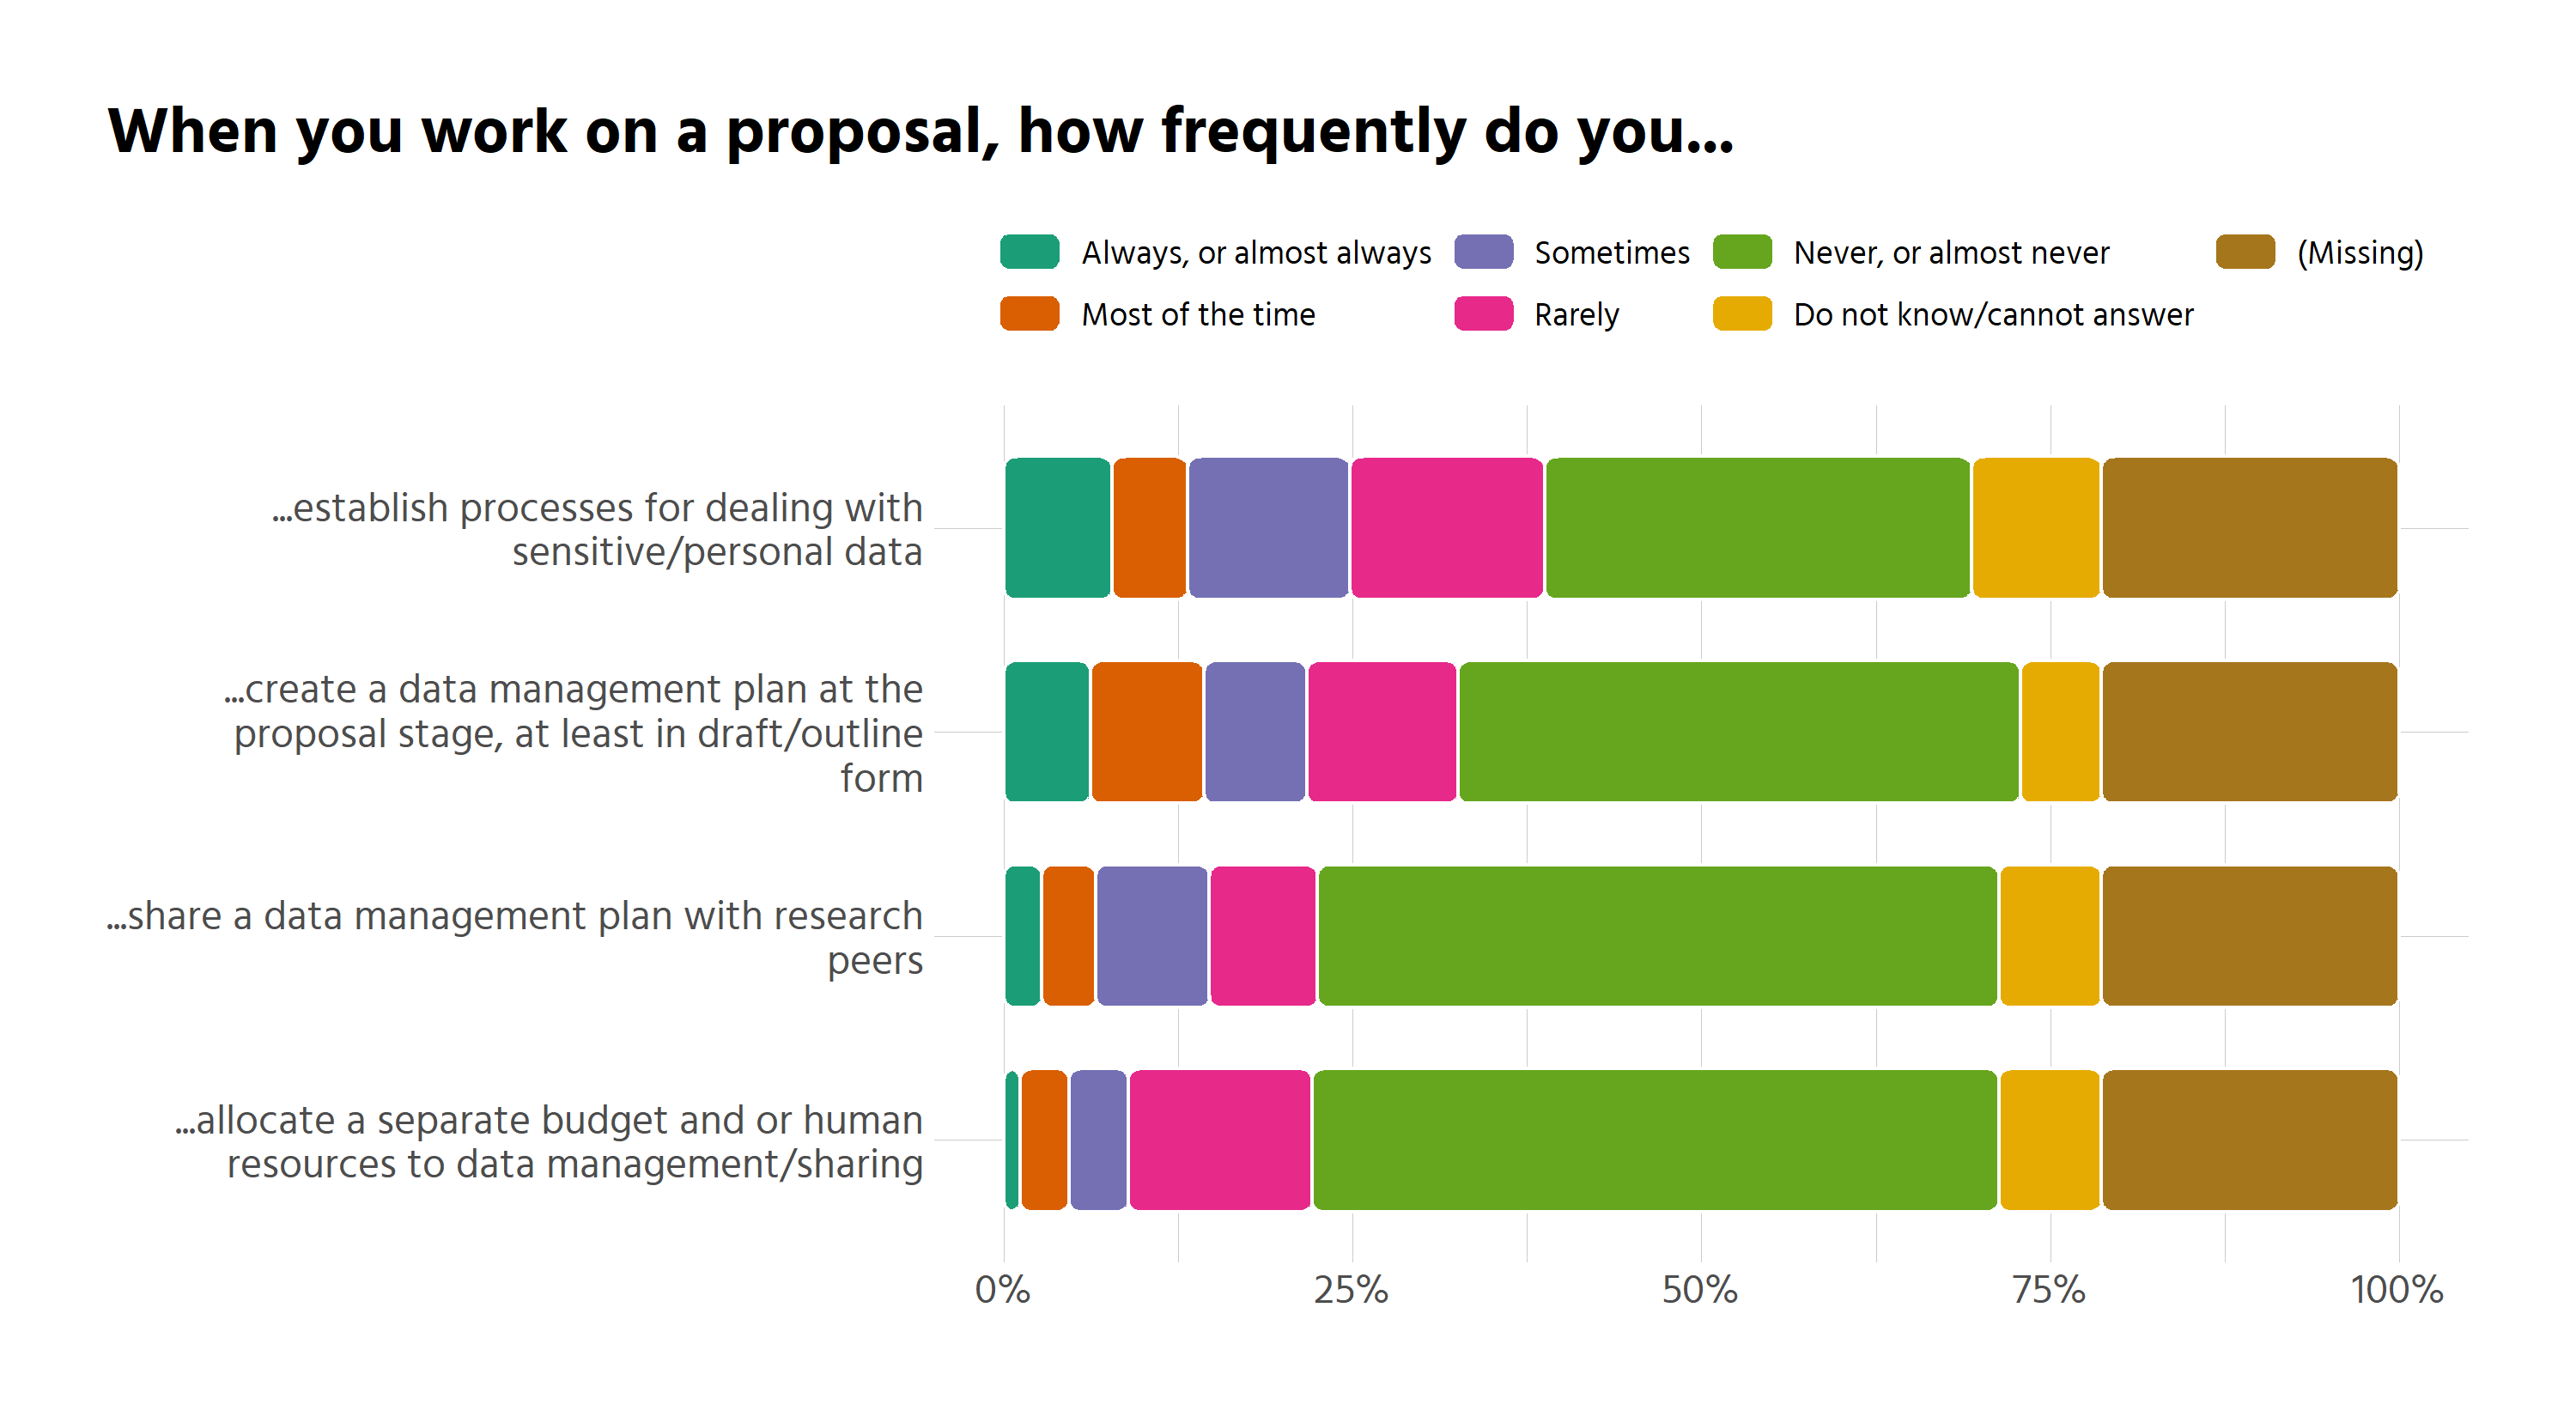 When you work on a proposal, how frequently do you...
Always, or almost always
Sometimes
Never, or almost never
(Missing)
Most of the time
Rarely
Do not know/cannot answer
...establish processes for dealing with
sensitive/personal data
...create a data management plan at the
proposal stage, at least in draft/outline
form
...share a data management plan with research
peers
...allocate a separate budget and or human
resources to data management/sharing
0%
25%
50%
75%
100%